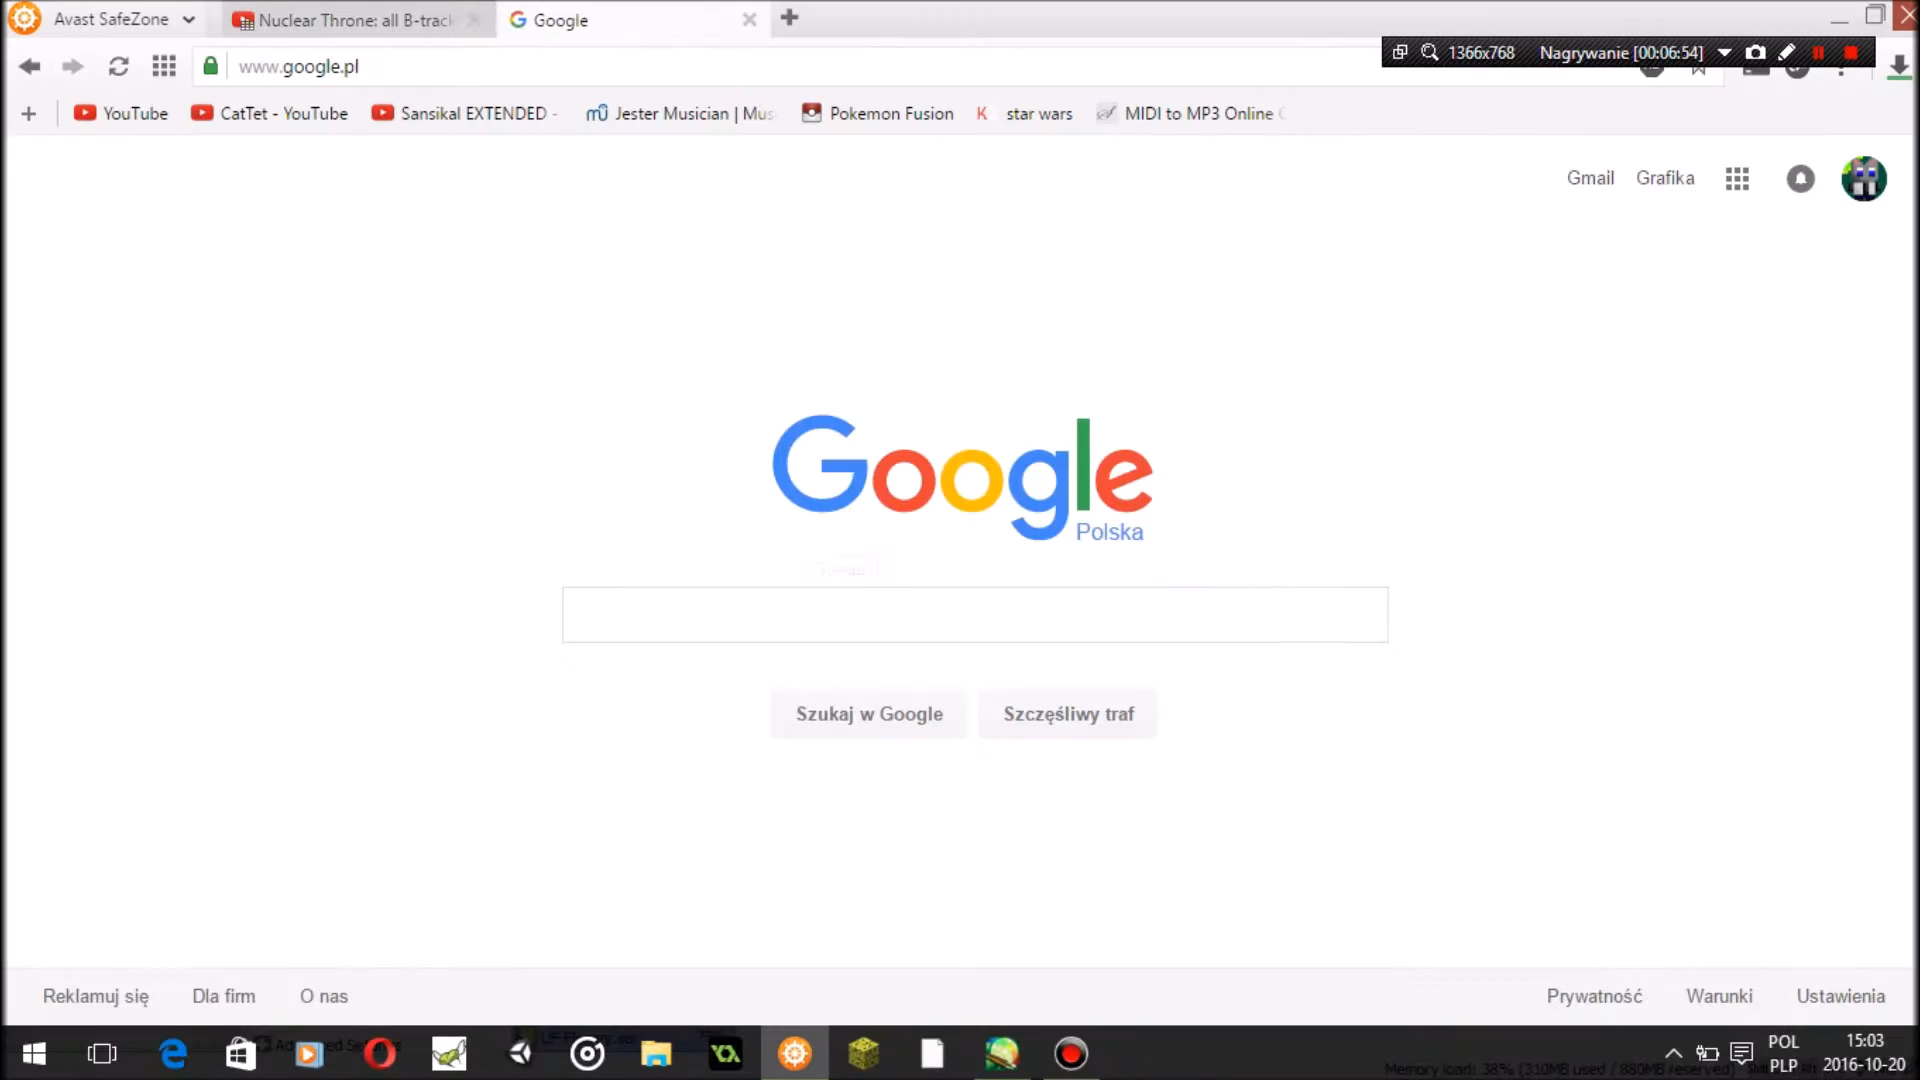 Avast SafeZone
Nuclear Throne: all B-track
Google
www.google.pl
1366x768 Nagrywanie [00:06:54]
YouTube
CatTet - YouTube
Sansikal EXTENDED -
Jester Musician | Mus
Pokemon Fusion
K star wars
MIDI to MP3 Online
Gmail Grafika
Google
Polska
Szukaj w Google
Szczęśliwy traf
Reklamuj się Dla firm O nas
Prywatność Warunki Ustawienia
POL
PLP
15:03
2016-10-20
Memory load: 38% (310MB used / 880MB reserved)